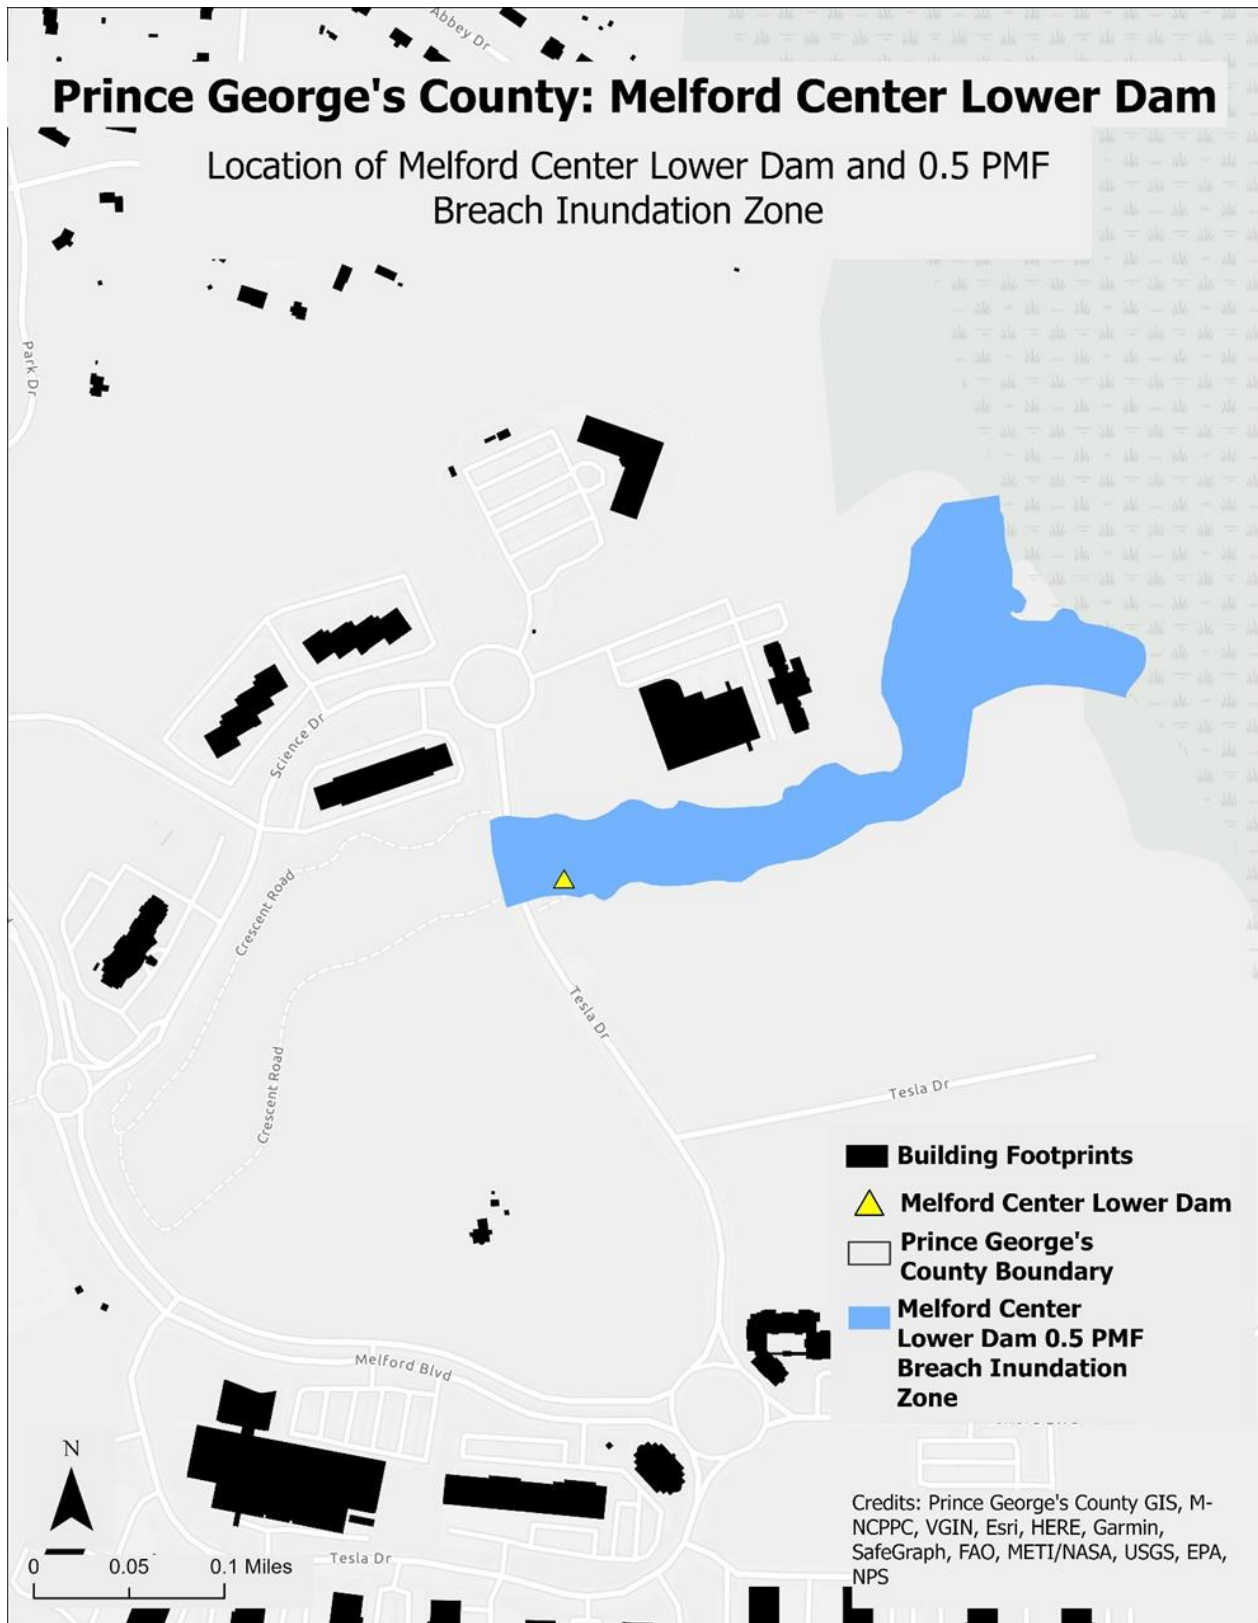 Abbey Dr
Prince George's County: Melford Center Lower Dam
Location of Melford Center Lower Dam and 0.5 PMF
Breach Inundation Zone
Park Dr
Science Dr
Crescent Road
Crescent Road
Tesla Dr
Tesla Dr
Building Footprints
Melford Center Lower Dam
Prince George's
County Boundary
Melford Center
Lower Dam 0.5 PMF
Breach Inundation
Zone
Melford Blvd
N
Credits: Prince George's County GIS, M-
NCPPC, VGIN, Esri, HERE, Garmin,
SafeGraph, FAO, METI/NASA, USGS, EPA,
NPS
Tesla Dr
0 0.05 0.1 Miles